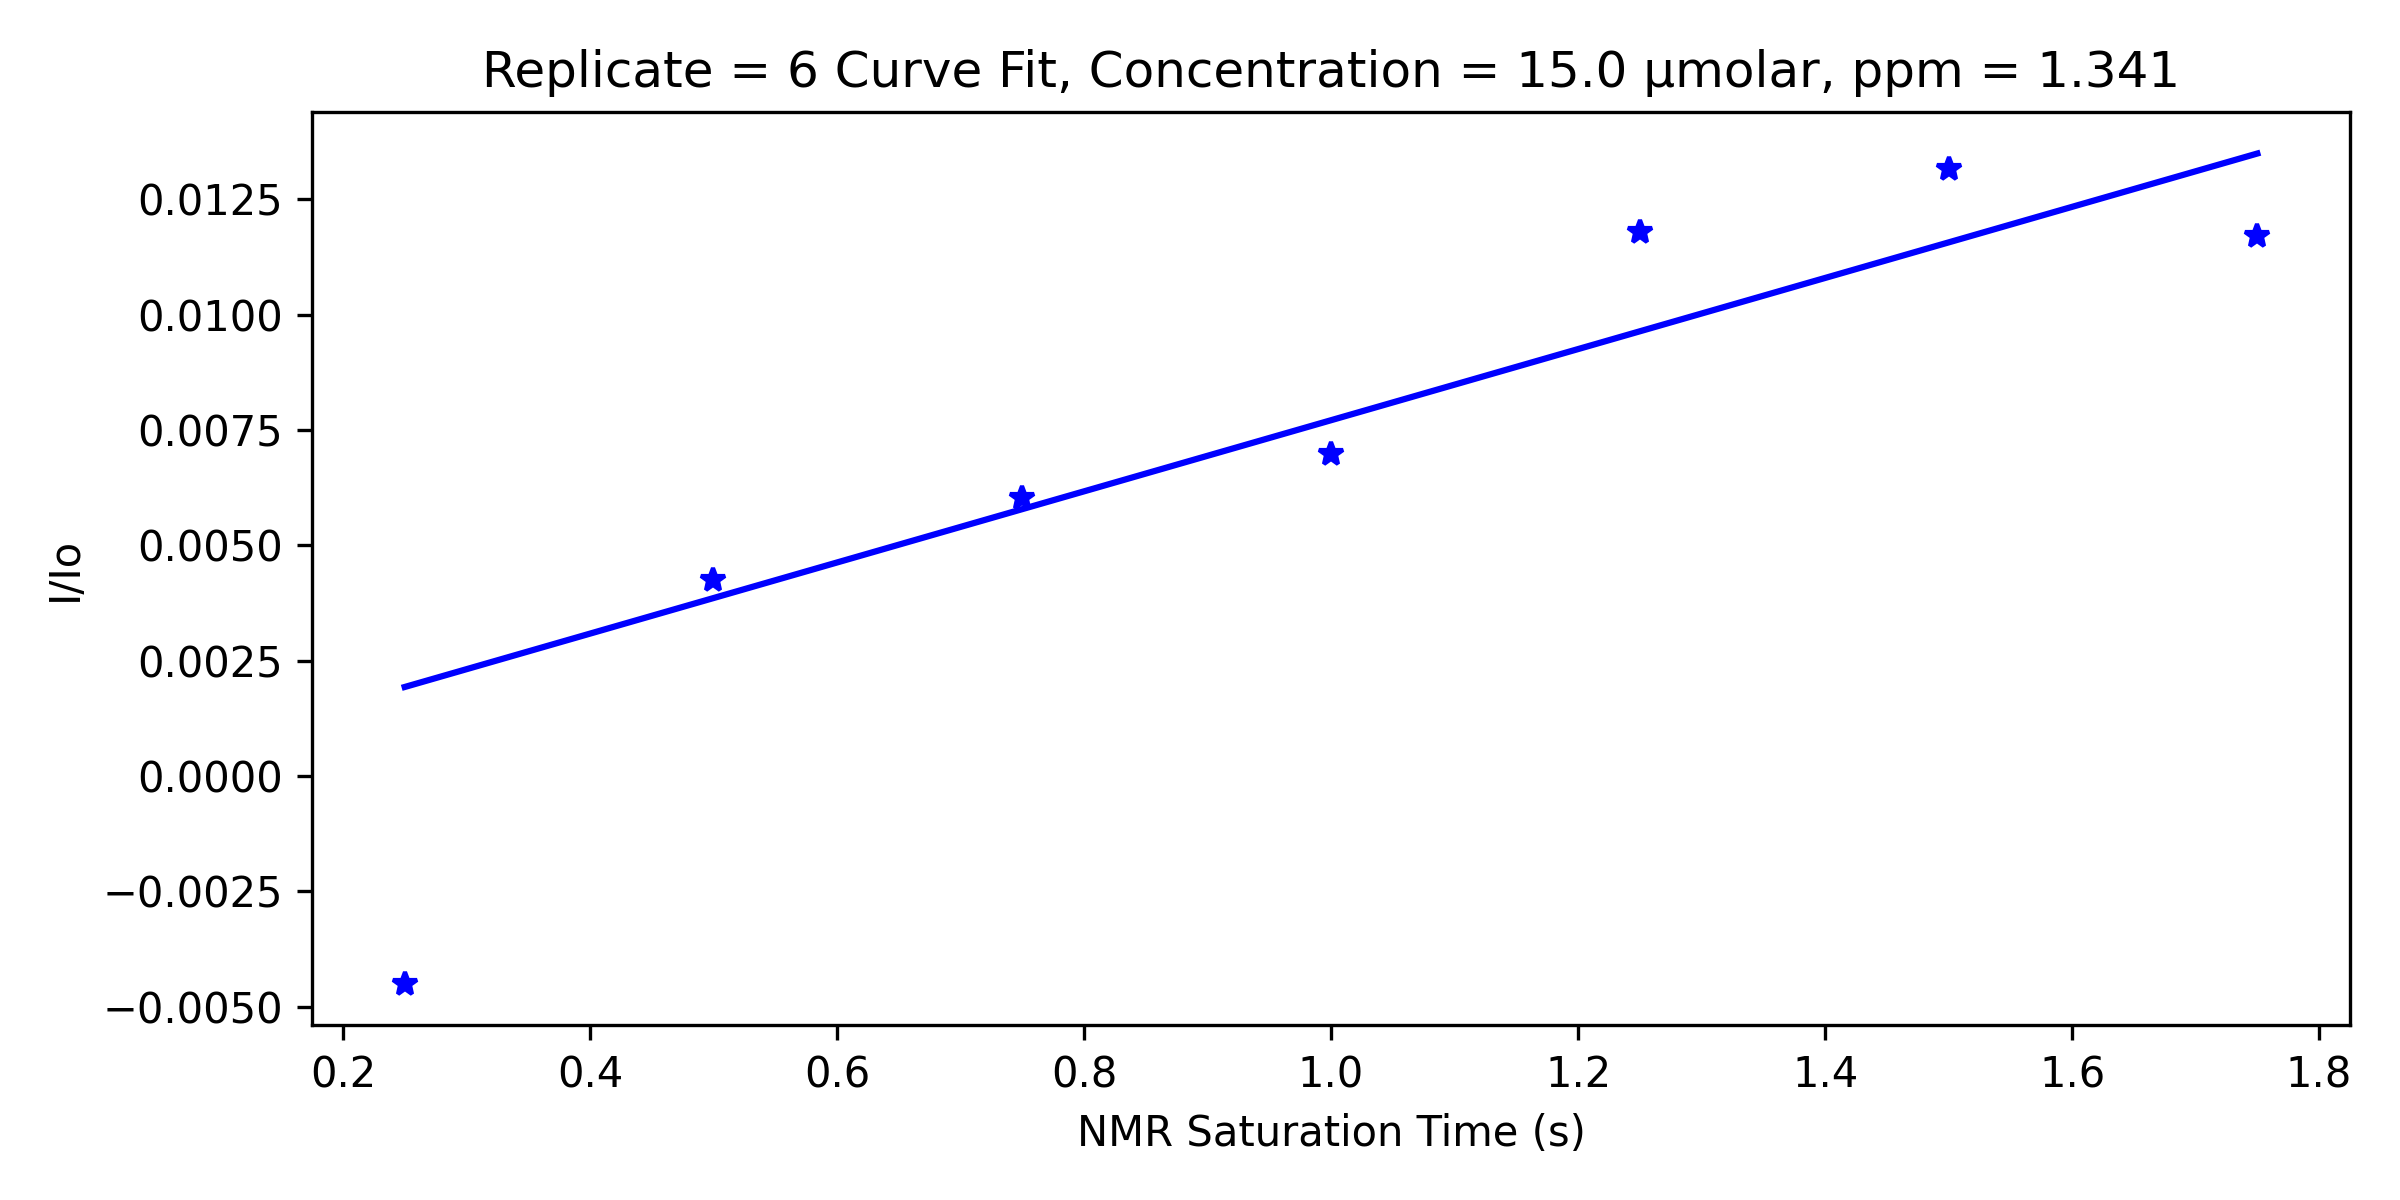 Replicate = 6 Curve Fit, Concentration = 15.0 µmolar, ppm = 1.341
0.0125
0.0100
0.0075
0.0050
0.0025
0.0000
−0.0025
−0.0050
I/Io
0.2 0.4 0.6 0.8 1.0 1.2 1.4 1.6 1.8
NMR Saturation Time (s)